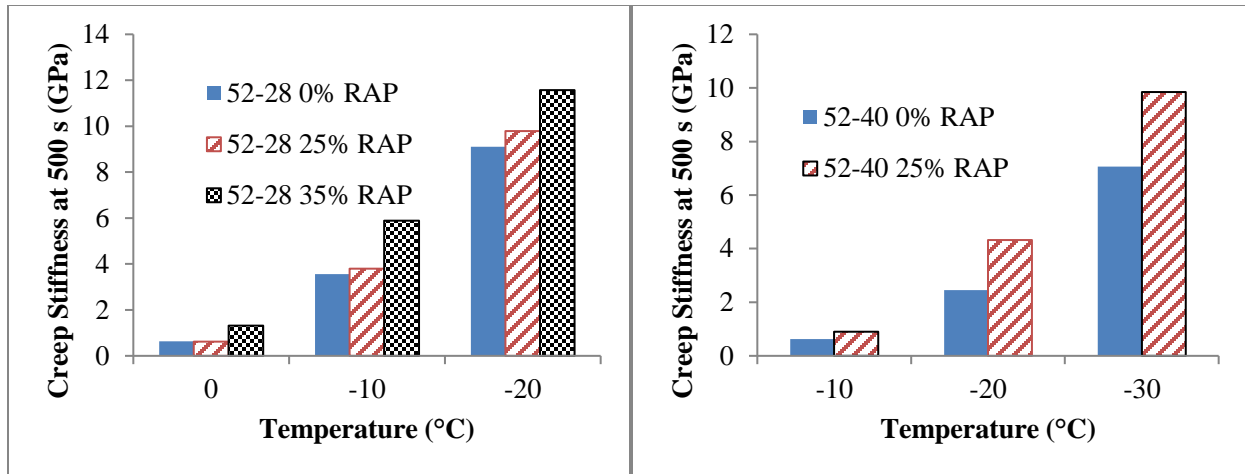 Creep Stiffness at 500 s (GPa)
14
12
10
8
6
4
2
0
52-28 0% RAP
52-28 25% RAP
52-28 35% RAP
0 -10 -20
Temperature (°C)
Creep Stiffness at 500 s (GPa)
12
10
8
6
4
2
0
52-40 0% RAP
52-40 25% RAP
-10 -20 -30
Temperature (°C)